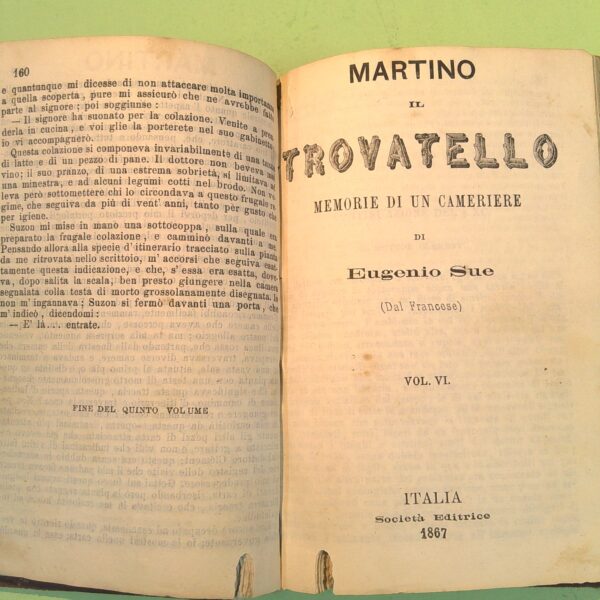 160
e quantunque mi dicesse di non attaccare molta importanza
a quella scoperta, pure mi assicurò che ne avrebbe fatto
parte al signore; poi soggiunse:
— Il signore ha suonato per la colazione. Venite a pren
derla in cucina, e voi glie la porterete nel suo gabinetto,
io vi accompagnerò.
Questa colazione si componeva invariabilmente di una tazza
di latte e di un pezzo di pane. Il dottore non beveva mai
vino; il suo pranzo, di una estrema sobrietà, si limitava ad
una minestra, e ad alcuni legumi cotti nel brodo. Non vo
leva però sottomettere chi lo circondava a questo frugale re
gime, che seguiva da più di vent' anni, tanto per gusto che
per igiene.
Suzon mi mise in mano una sottocoppa, sulla quale
preparato la frugale colazione, e camminò davanti a me.
Pensando allora alla specie d' itinerario tracciato sulla pianta
da me ritrovata nello scrittoio, m' accorsi che seguiva esat
tamente questa indicazione, e che, s' essa era esatta, dove
va, dopo salita la scala, ben presto giungere nella camera
segnalata colla testa di morto grossolanamente disegnata. Io
non m' ingannava: Suzon si fermò davanti una porta, che
m' indicò, dicendomi:
— E' là.... entrate.
FINE DEL QUINTO VOLUME
MARTINO
IL
TROVATELLO
MEMORIE DI UN CAMERIERE
DI
Eugenio Sue
(Dal Francese)
VOL. VI.
ITALIA
Società Editrice
1867